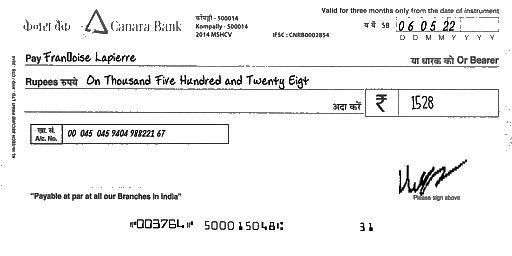 केनरा बैंक Canara Bank
कोंपल्ली - 500014
Kompally - 500014
2014 MSHCV
IFSC : CNRB0002854
Valid for three months only from the date of instrument
SB 06 05 22
D D M M Y Y Y Y
Pay Franlloise Lapierre या धारक को Or Bearer
Rupees रुपये On Thousand Five Hundred and Twenty Eigt
अदा करें ₹ 1528
खा. सं.
A/c. No. 00 045 045 9404 988221 67
Please sign above
"Payable at par at all our Branches in India"
⑈003764⑈ 500015048⑆ 31